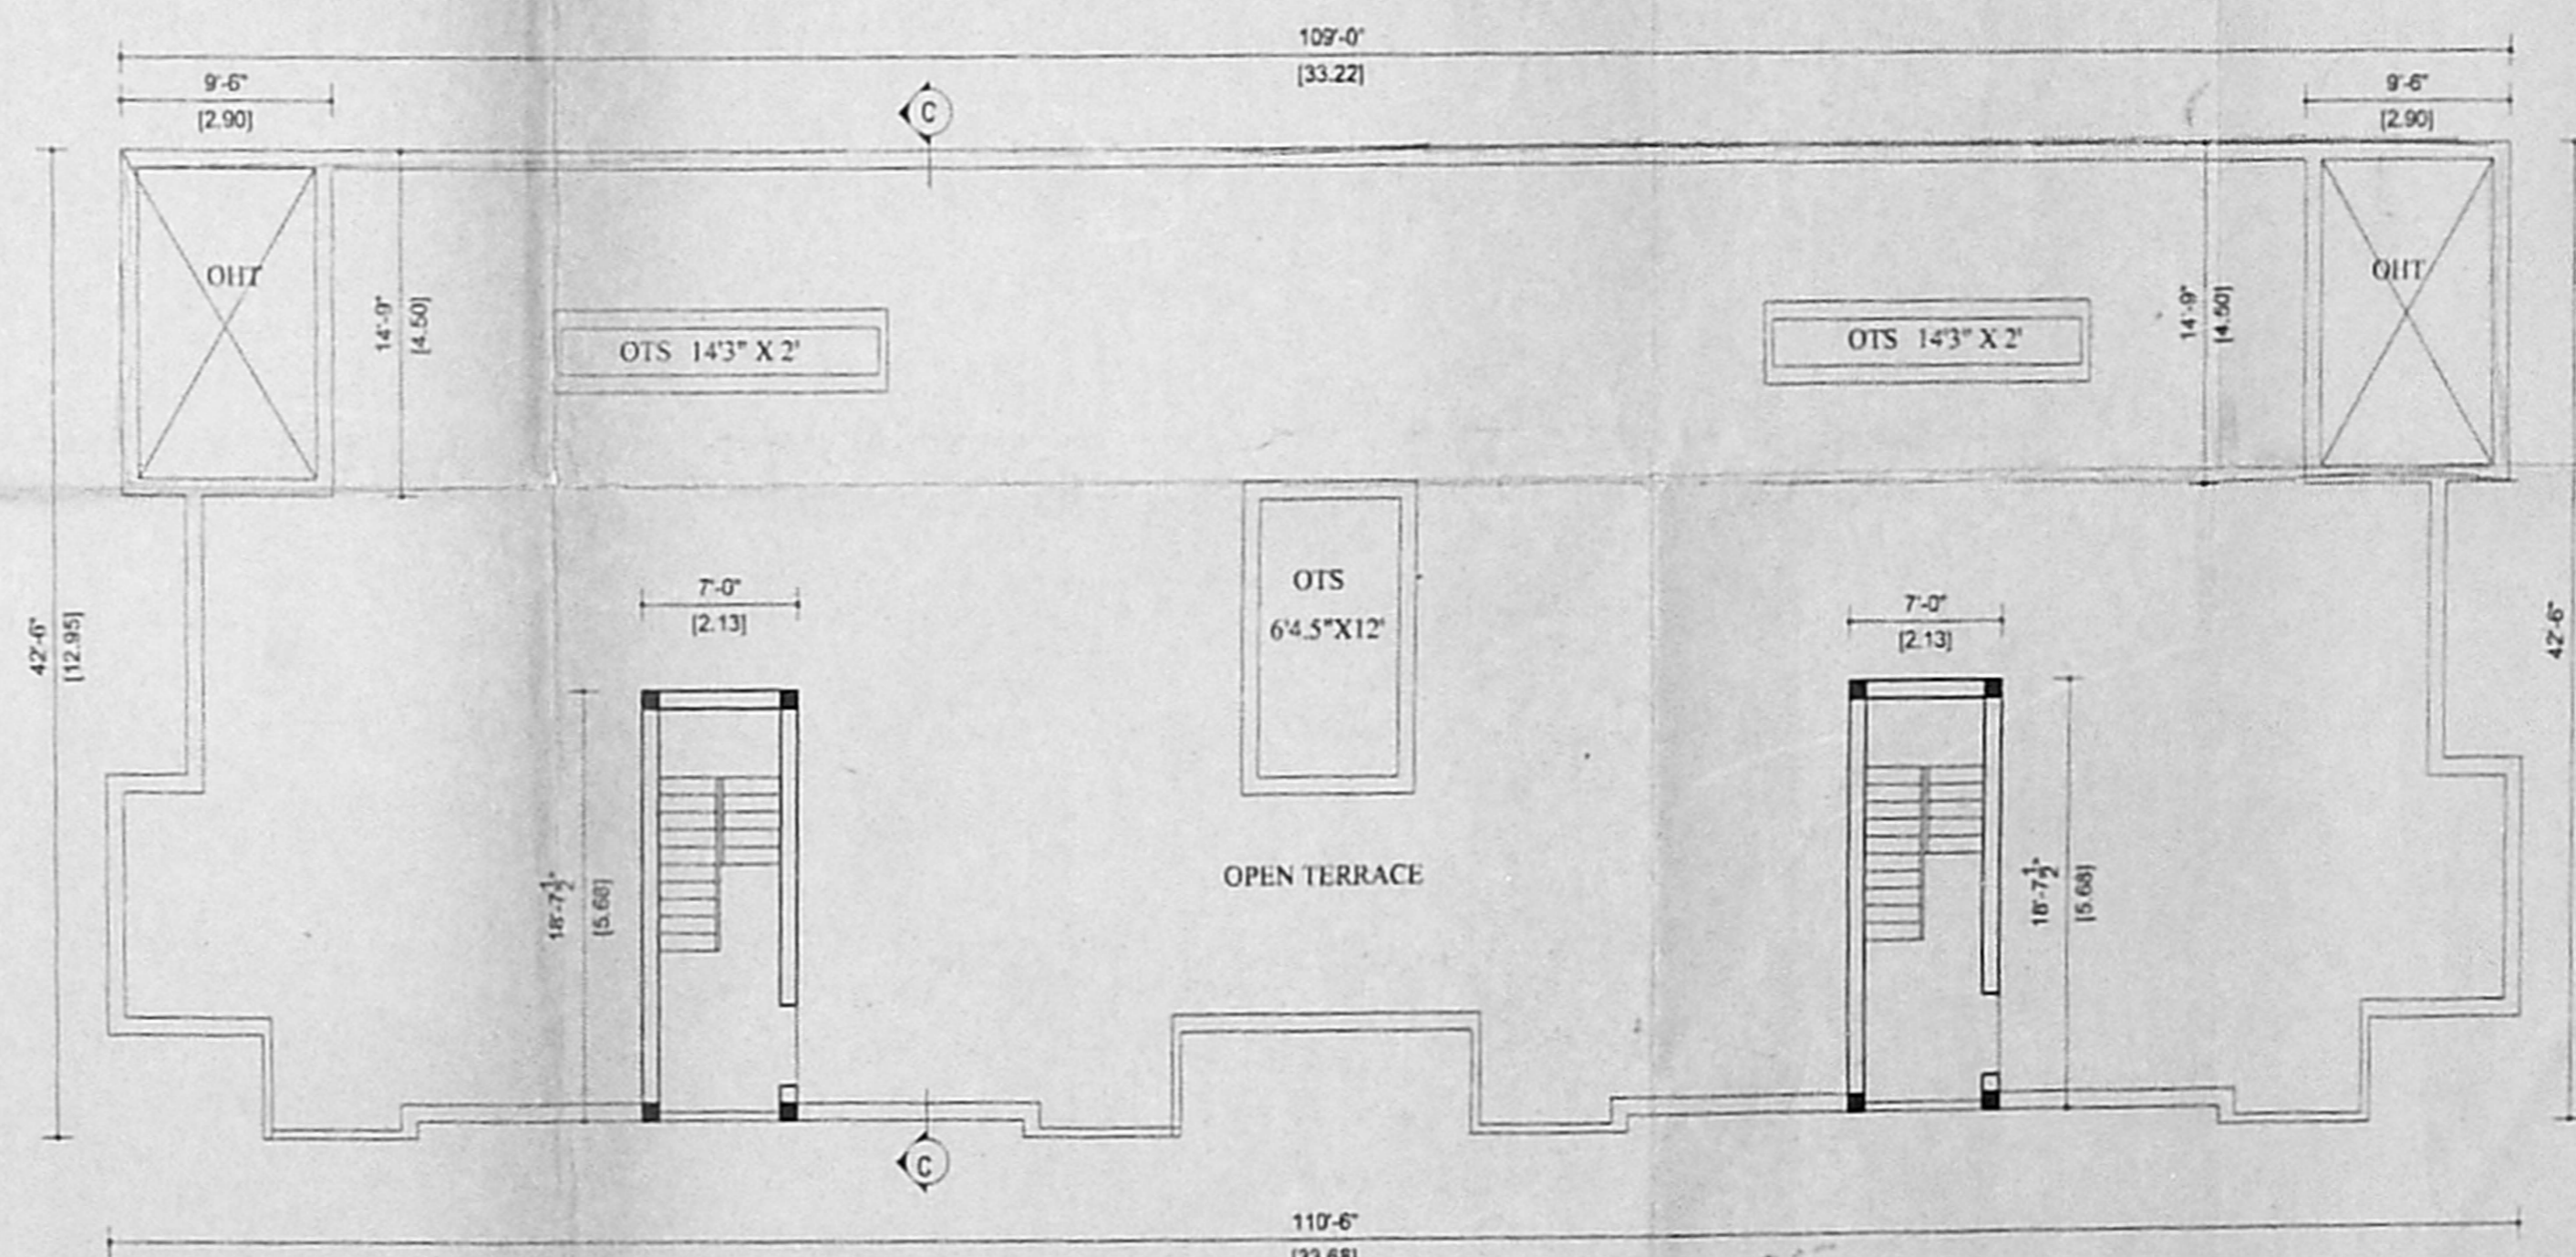 109'-0"
[33.22]
9'-6"
[2.90]
C
9'-6"
[2.90]
OHT
14'-9"
[4.50]
OTS 14'3" X 2'
OTS 14'3" X 2'
14'-9"
[4.50]
OHT
42'-6"
[12.95]
7'-0"
[2.13]
OTS
6'4.5"X12'
7'-0"
[2.13]
42'-6"
18'-7½"
[5.68]
OPEN TERRACE
18'-7½"
[5.68]
C
110'-6"
[33.68]